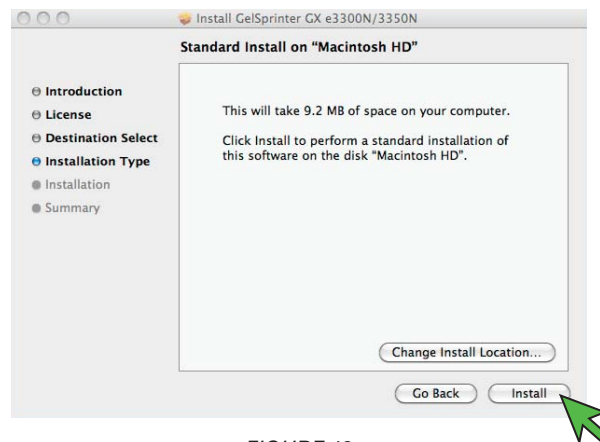 Install GelSprinter GX e3300N/3350N
Standard Install on “Macintosh HD”
Introduction
License
Destination Select
Installation Type
Installation
Summary
This will take 9.2 MB of space on your computer.
Click Install to perform a standard installation of
this software on the disk “Macintosh HD”.
Change Install Location...
Go Back
Install
FIGURE